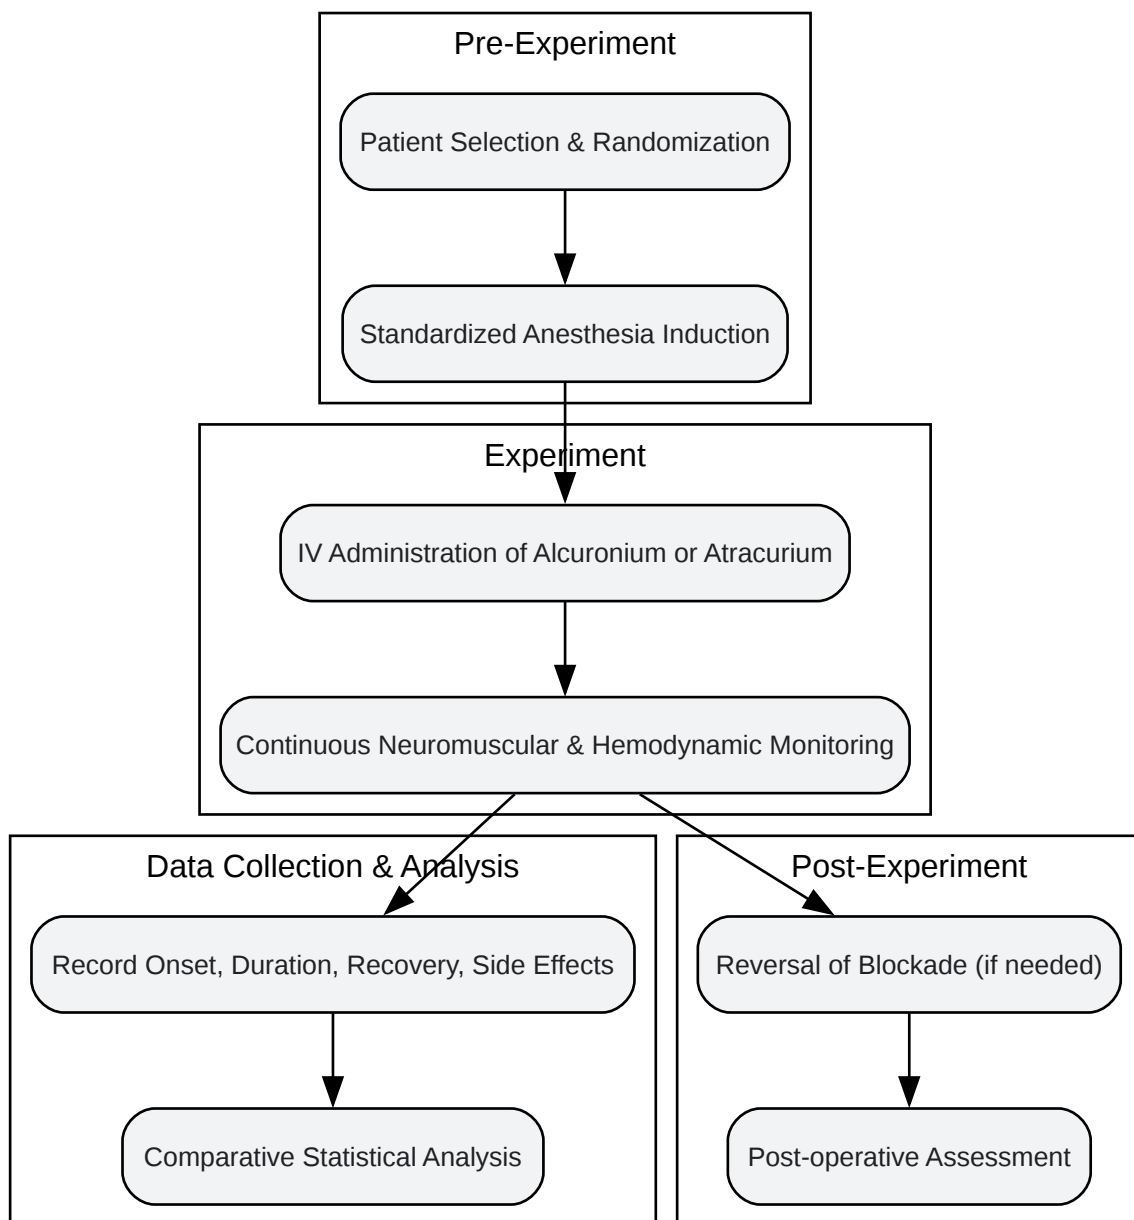 Pre-Experiment
Patient Selection & Randomization
Standardized Anesthesia Induction
Experiment
IV Administration of Alcuronium or Atracurium
Continuous Neuromuscular & Hemodynamic Monitoring
Data Collection & Analysis
Record Onset, Duration, Recovery, Side Effects
Comparative Statistical Analysis
Post-Experiment
Reversal of Blockade (if needed)
Post-operative Assessment